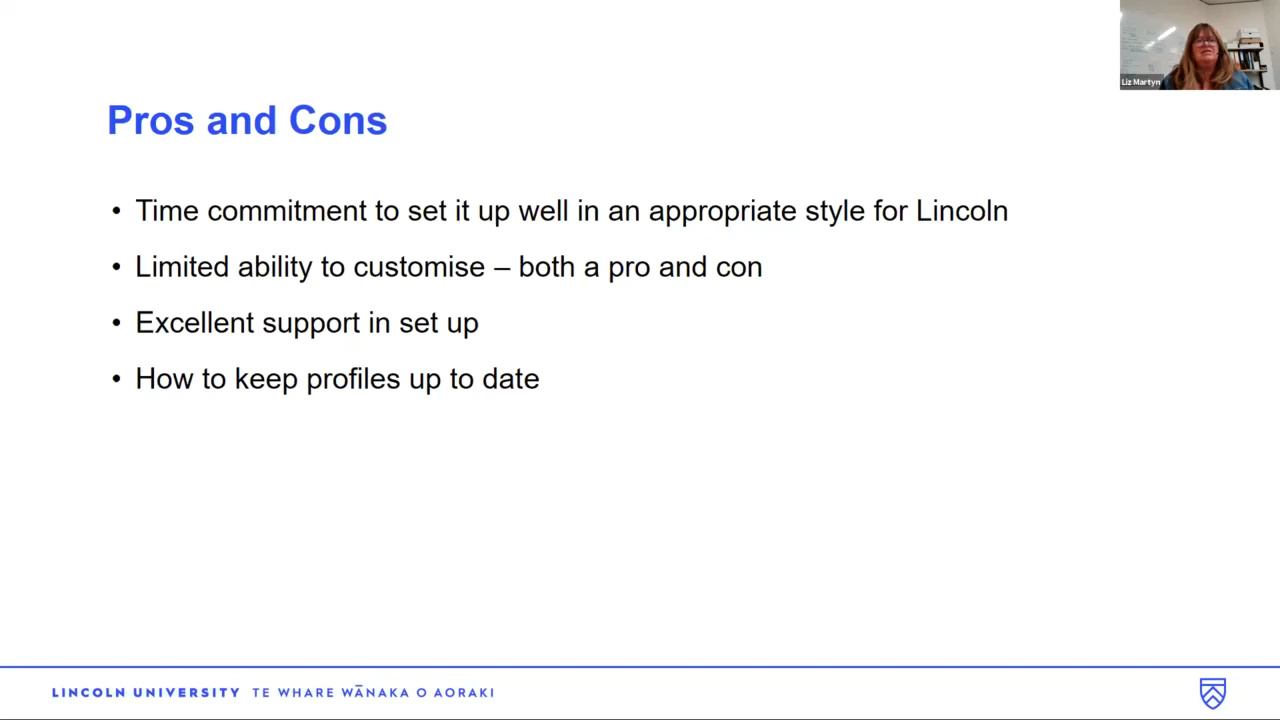 Liz Martyn
Pros and Cons
• Time commitment to set it up well in an appropriate style for Lincoln
• Limited ability to customise – both a pro and con
• Excellent support in set up
• How to keep profiles up to date
LINCOLN UNIVERSITY TE WHARE WĀNAKA O AORAKI